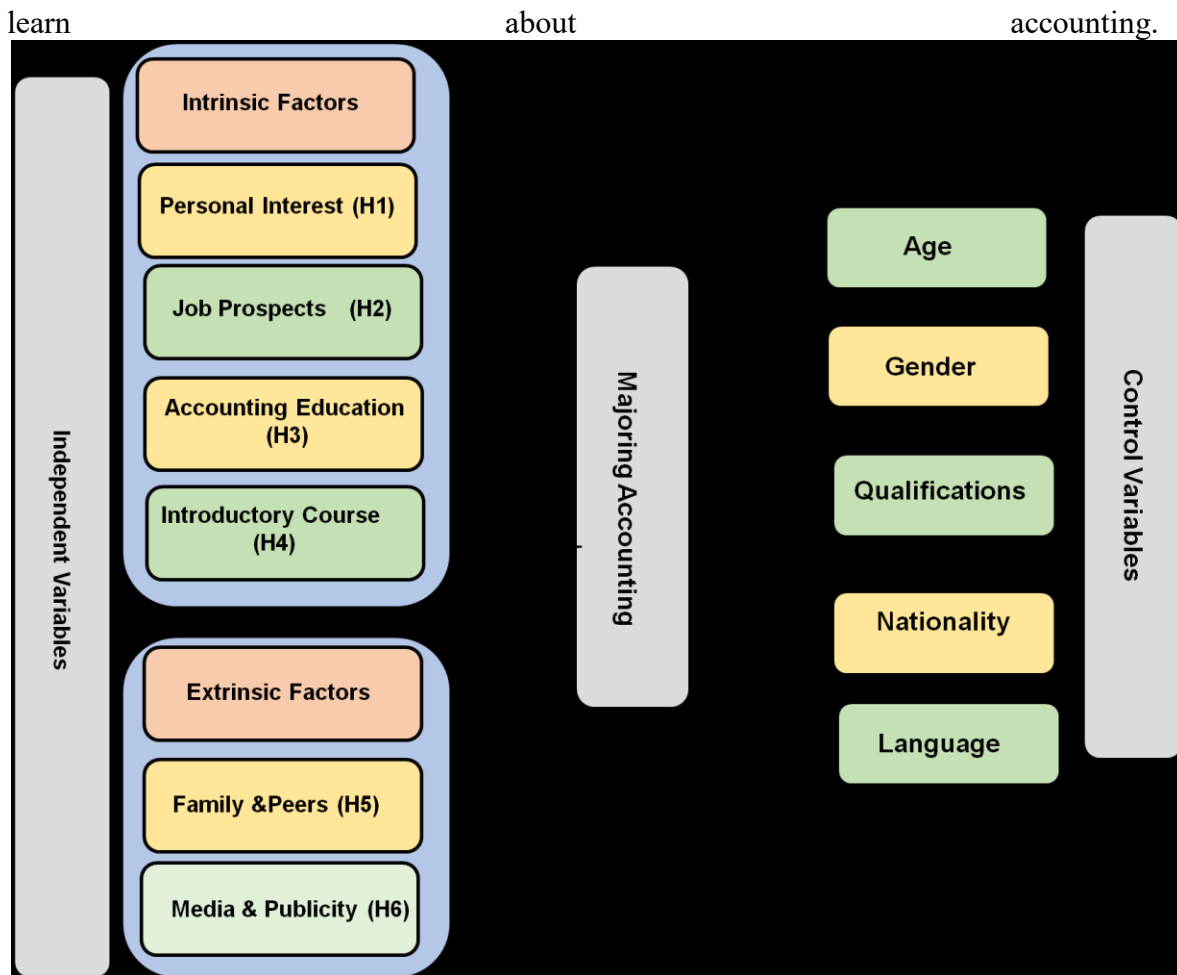 learn about accounting.
Independent Variables
Intrinsic Factors
Personal Interest (H1)
Job Prospects (H2)
Accounting Education
(H3)
Introductory Course
(H4)
Extrinsic Factors
Family &Peers (H5)
Media & Publicity (H6)
Majoring Accounting
Age
Gender
Qualifications
Nationality
Language
Control Variables